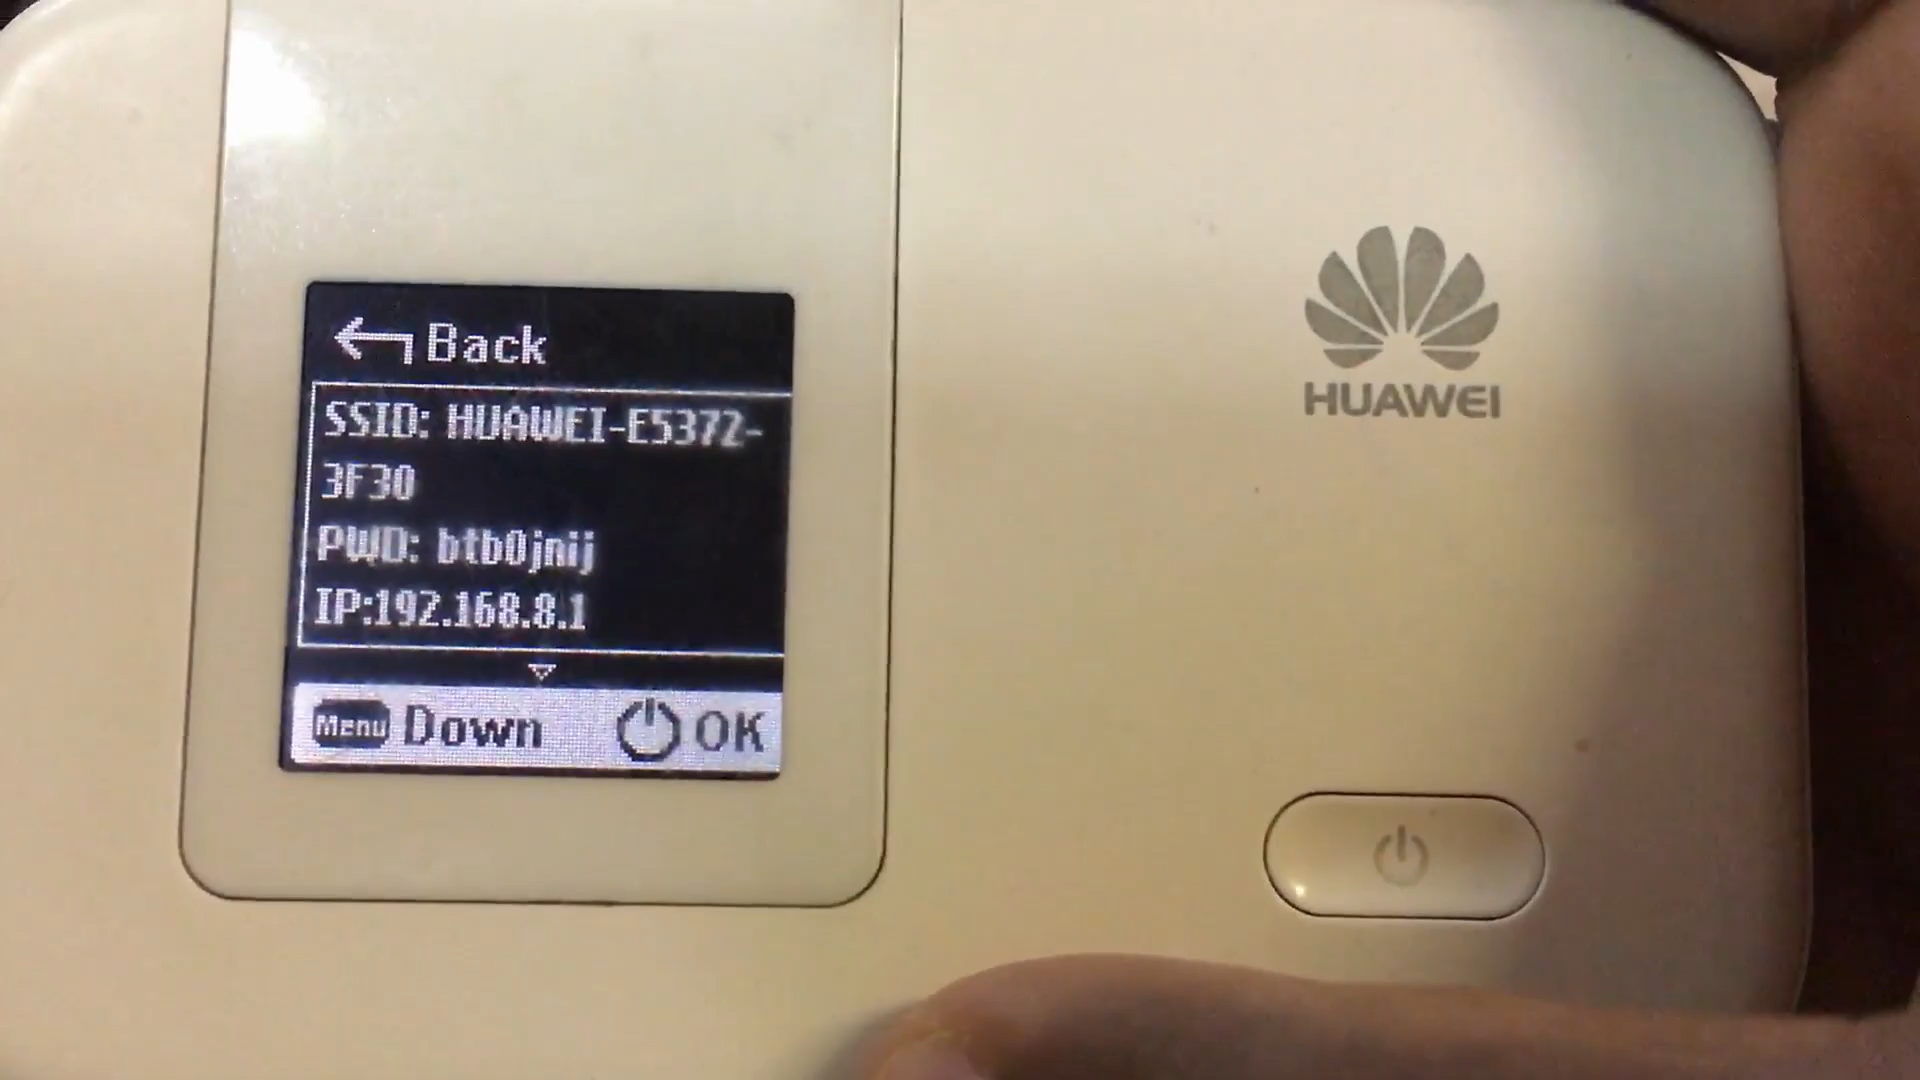 Back
SSID: HUAWEI-E5372-
3F30
PWD: btb0jnij
IP:192.168.8.1
Menu Down OK
HUAWEI